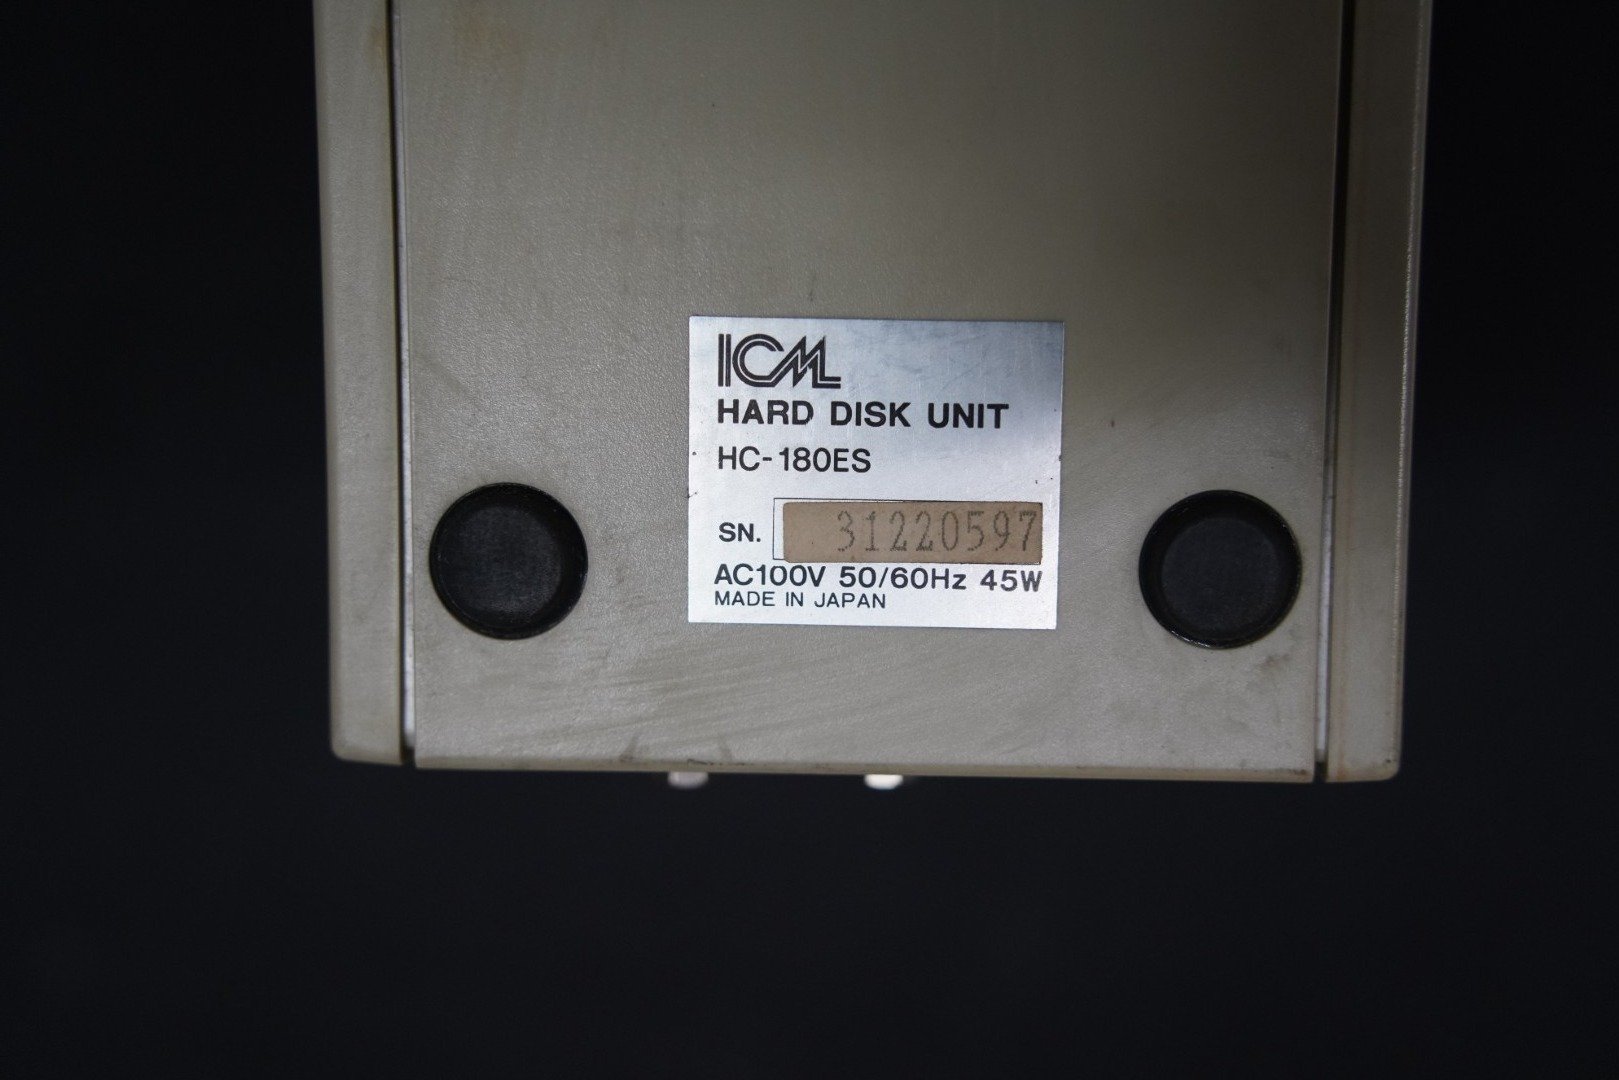 ICM
HARD DISK UNIT
HC-180ES
SN. 31220597
AC100V 50/60Hz 45W
MADE IN JAPAN